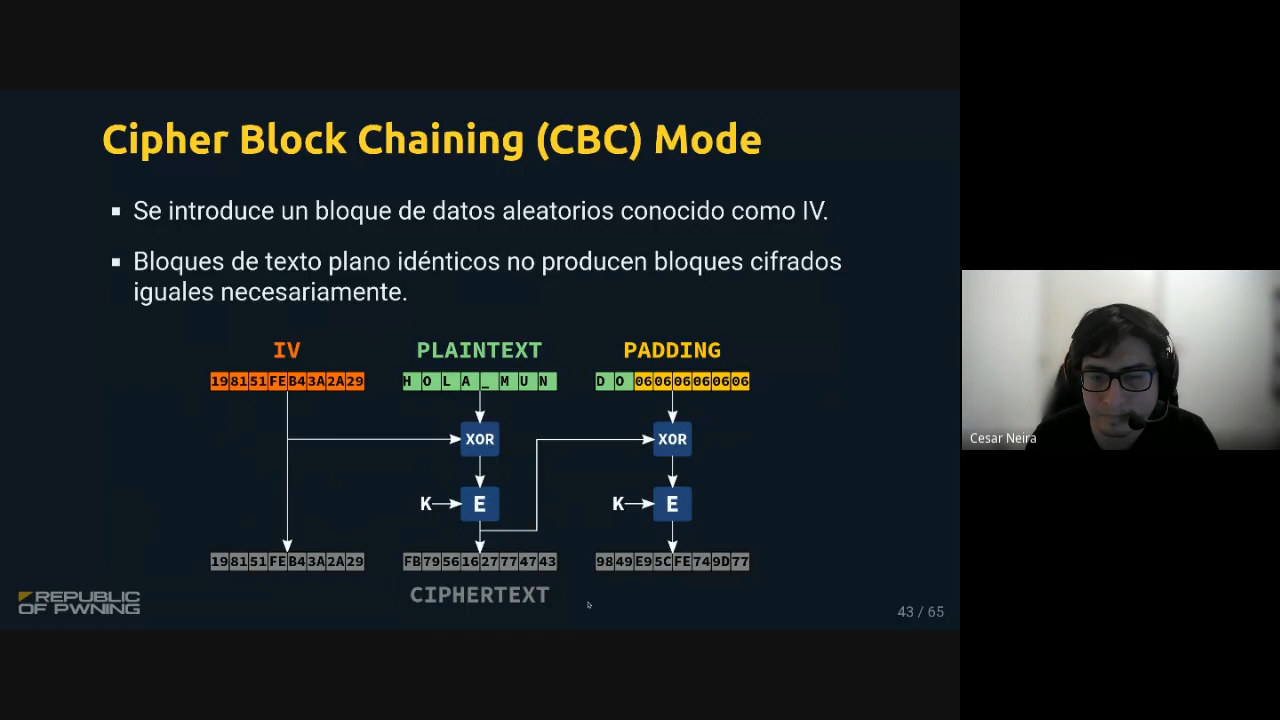 Cipher Block Chaining (CBC) Mode
Se introduce un bloque de datos aleatorios conocido como IV.
Bloques de texto plano idénticos no producen bloques cifrados
iguales necesariamente.
IV PLAINTEXT PADDING
19 81 51 FE B4 3A 2A 29 H O L A _ M U N D O 06 06 06 06 06 06
XOR XOR
K E K E
19 81 51 FE B4 3A 2A 29 FB 79 56 16 27 77 47 43 98 49 E9 5C FE 74 9D 77
CIPHERTEXT
REPUBLIC
OF PWNING
43 / 65
Cesar Neira